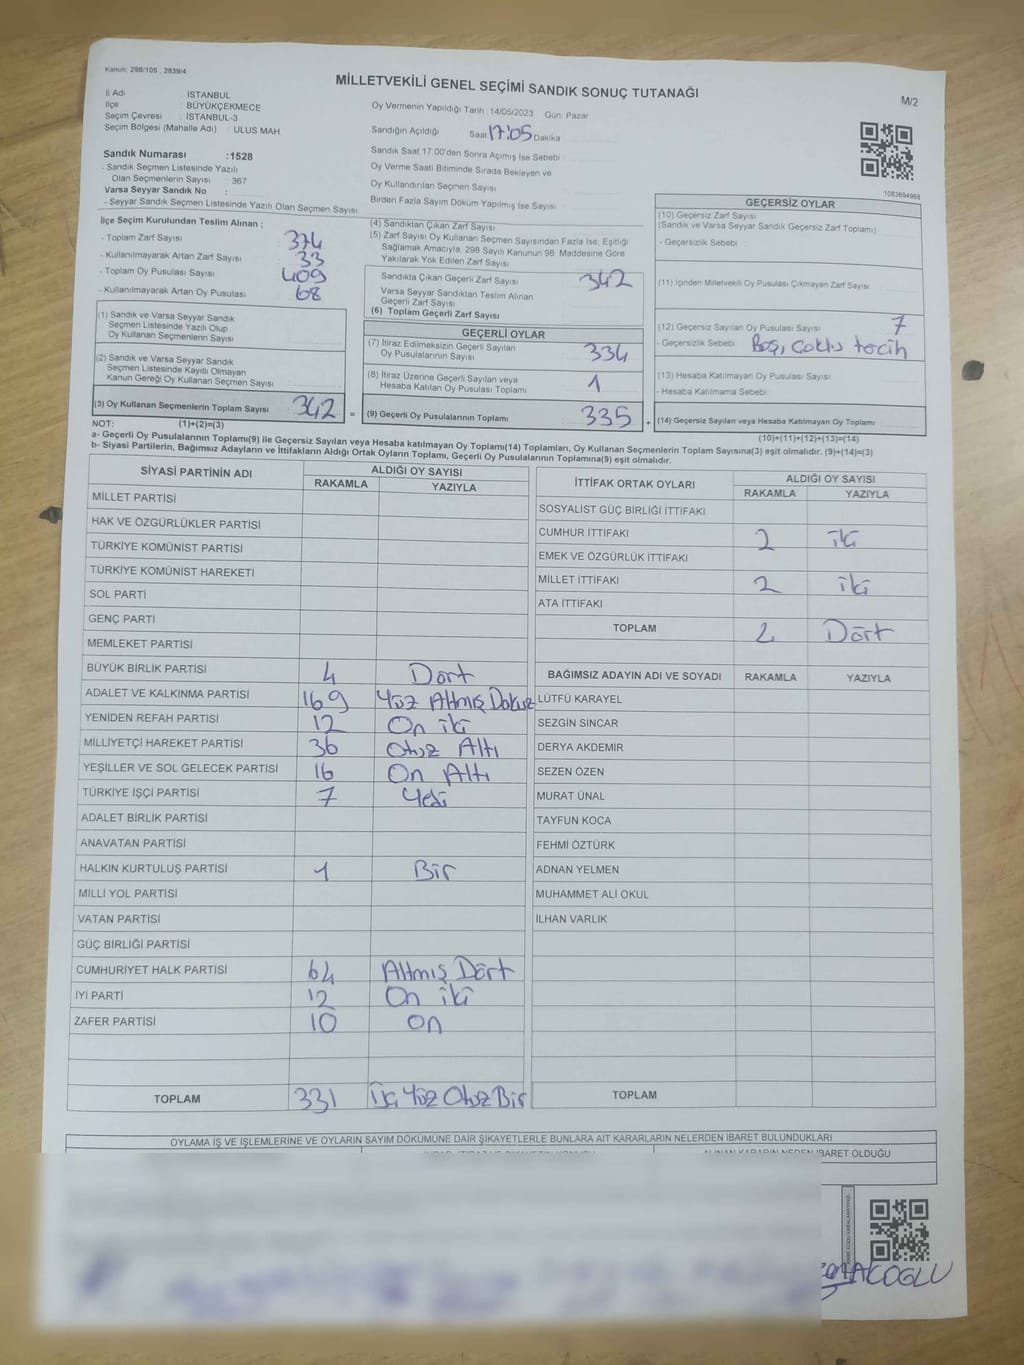 Kanun: 298/105 , 2839/4
MİLLETVEKİLİ GENEL SEÇİMİ SANDIK SONUÇ TUTANAĞI
M/2
İl Adı İSTANBUL
İlçe : BÜYÜKÇEKMECE
Seçim Çevresi : İSTANBUL-3
Seçim Bölgesi (Mahalle Adı) : ULUS MAH.
Sandık Numarası :1528
- Sandık Seçmen Listesinde Yazılı
Olan Seçmenlerin Sayısı : 367
Varsa Seyyar Sandık No :
- Seyyar Sandık Seçmen Listesinde Yazılı Olan Seçmen Sayısı
Oy Vermenin Yapıldığı Tarih : 14/05/2023 Gün: Pazar
Sandığın Açıldığı Saat 17:05 Dakika
Sandık Saat 17:00'den Sonra Açılmış İse Sebebi
Oy Verme Saati Bitiminde Sırada Bekleyen ve
Oy Kullandırılan Seçmen Sayısı
Birden Fazla Sayım Döküm Yapılmış İse Sayısı
1083694968
İlçe Seçim Kurulundan Teslim Alınan ;
- Toplam Zarf Sayısı 374
- Kullanılmayarak Artan Zarf Sayısı 33
- Toplam Oy Pusulası Sayısı 409
- Kullanılmayarak Artan Oy Pusulası 68
(1) Sandık ve Varsa Seyyar Sandık
Seçmen Listesinde Yazılı Olup
Oy Kullanan Seçmenlerin Sayısı
(2) Sandık ve Varsa Seyyar Sandık
Seçmen Listesinde Kayıtlı Olmayan
Kanun Gereği Oy Kullanan Seçmen Sayısı
(3) Oy Kullanan Seçmenlerin Toplam Sayısı 342 =
(1)+(2)=(3)
(4) Sandıktan Çıkan Zarf Sayısı
(5) Zarf Sayısı Oy Kullanan Seçmen Sayısından Fazla İse, Eşitliği
Sağlamak Amacıyla, 298 Sayılı Kanunun 98. Maddesine Göre
Yakılarak Yok Edilen Zarf Sayısı
Sandıkta Çıkan Geçerli Zarf Sayısı 342
Varsa Seyyar Sandıktan Teslim Alınan
Geçerli Zarf Sayısı
(6) Toplam Geçerli Zarf Sayısı
GEÇERLİ OYLAR
(7) İtiraz Edilmeksizin Geçerli Sayılan
Oy Pusulalarının Sayısı 334
(8) İtiraz Üzerine Geçerli Sayılan veya
Hesaba Katılan Oy Pusulası Toplamı 1
(9) Geçerli Oy Pusulalarının Toplamı 335 +
GEÇERSİZ OYLAR
(10) Geçersiz Zarf Sayısı
(Sandık ve Varsa Seyyar Sandık Geçersiz Zarf Toplamı)
- Geçersizlik Sebebi :
(11) İçinden Milletvekili Oy Pusulası Çıkmayan Zarf Sayısı
(12) Geçersiz Sayılan Oy Pusulası Sayısı 7
- Geçersizlik Sebebi Boş, Çoklu tercih
(13) Hesaba Katılmayan Oy Pusulası Sayısı
- Hesaba Katılmama Sebebi
(14) Geçersiz Sayılan veya Hesaba Katılmayan Oy Toplamı
(10)+(11)+(12)+(13)=(14)
NOT:
a- Geçerli Oy Pusulalarının Toplamı(9) ile Geçersiz Sayılan veya Hesaba katılmayan Oy Toplamı(14) Toplamları, Oy Kullanan Seçmenlerin Toplam Sayısına(3) eşit olmalıdır. (9)+(14)=(3)
b- Siyasi Partilerin, Bağımsız Adayların ve İttifakların Aldığı Ortak Oyların Toplamı, Geçerli Oy Pusulalarının Toplamına(9) eşit olmalıdır.
SİYASİ PARTİNİN ADI ALDIĞI OY SAYISI
RAKAMLA YAZIYLA
MİLLET PARTİSİ
HAK VE ÖZGÜRLÜKLER PARTİSİ
TÜRKİYE KOMÜNİST PARTİSİ
TÜRKİYE KOMÜNİST HAREKETİ
SOL PARTİ
GENÇ PARTİ
MEMLEKET PARTİSİ
BÜYÜK BİRLİK PARTİSİ 4 Dört
ADALET VE KALKINMA PARTİSİ 169 Yüz Altmış Dokuz
YENİDEN REFAH PARTİSİ 12 On iki
MİLLİYETÇİ HAREKET PARTİSİ 36 Otuz Altı
YEŞİLLER VE SOL GELECEK PARTİSİ 16 On Altı
TÜRKİYE İŞÇİ PARTİSİ 7 Yedi
ADALET BİRLİK PARTİSİ
ANAVATAN PARTİSİ
HALKIN KURTULUŞ PARTİSİ 1 Bir
MİLLİ YOL PARTİSİ
VATAN PARTİSİ
GÜÇ BİRLİĞİ PARTİSİ
CUMHURİYET HALK PARTİSİ 64 Altmış Dört
İYİ PARTİ 12 On iki
ZAFER PARTİSİ 10 on
TOPLAM 331 Üç Yüz Otuz Bir
İTTİFAK ORTAK OYLARI ALDIĞI OY SAYISI
RAKAMLA YAZIYLA
SOSYALİST GÜÇ BİRLİĞİ İTTİFAKI
CUMHUR İTTİFAKI 2 iki
EMEK VE ÖZGÜRLÜK İTTİFAKI
MİLLET İTTİFAKI 2 iki
ATA İTTİFAKI
TOPLAM 4 Dört
BAĞIMSIZ ADAYIN ADI VE SOYADI RAKAMLA YAZIYLA
LÜTFÜ KARAYEL
SEZGİN SİNCAR
DERYA AKDEMİR
SEZEN ÖZEN
MURAT ÜNAL
TAYFUN KOCA
FEHMİ ÖZTÜRK
ADNAN YELMEN
MUHAMMET ALİ OKUL
İLHAN VARLIK
TOPLAM
OYLAMA İŞ VE İŞLEMLERİNE VE OYLARIN SAYIM DÖKÜMÜNE DAİR ŞİKAYETLERLE BUNLARA AİT KARARLARIN NELERDEN İBARET BULUNDUKLARI
ALINAN KARARIN NEDEN İBARET OLDUĞU